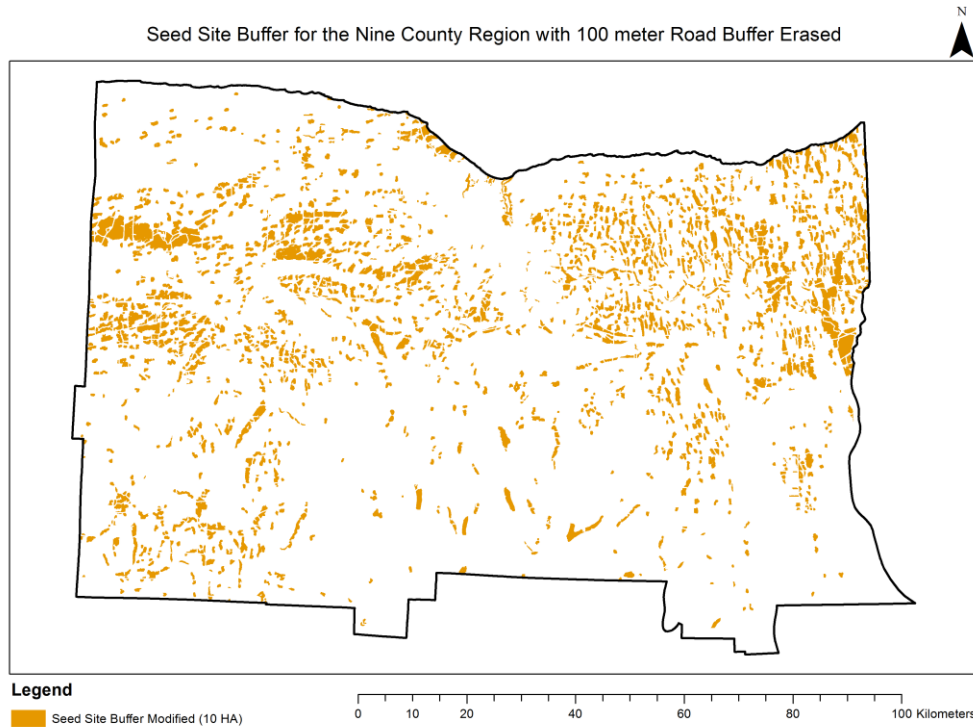 N
Seed Site Buffer for the Nine County Region with 100 meter Road Buffer Erased
Legend
Seed Site Buffer Modified (10 HA)
0 20 40 60 80 100 Kilometers